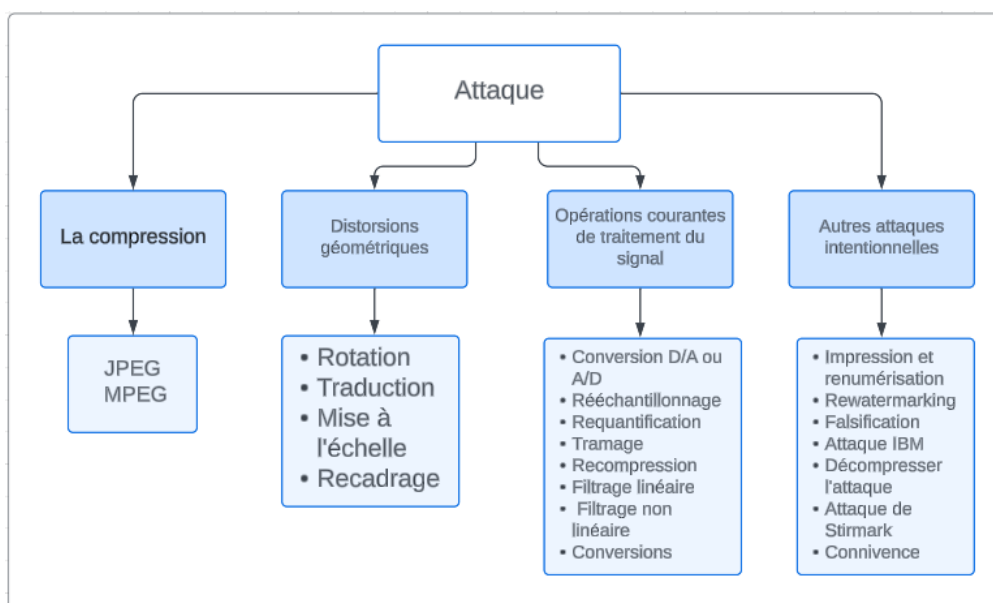 Attaque
La compression
Distorsions
géométriques
Opérations courantes
de traitement du
signal
Autres attaques
intentionnelles
JPEG
MPEG
• Rotation
• Traduction
• Mise à
l'échelle
• Recadrage
• Conversion D/A ou
A/D
• Rééchantillonnage
• Requantification
• Tramage
• Recompression
• Filtrage linéaire
• Filtrage non
linéaire
• Conversions
• Impression et
renumérisation
• Rewatermarking
• Falsification
• Attaque IBM
• Décompresser
l'attaque
• Attaque de
Stirmark
• Connivence